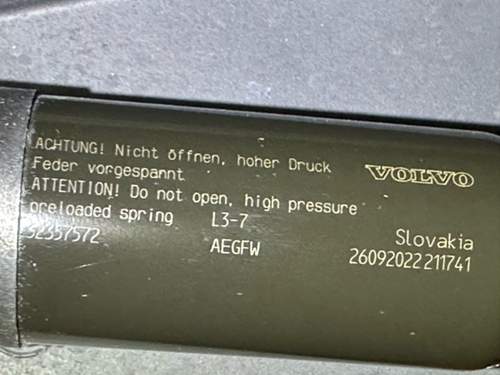 ACHTUNG! Nicht öffnen, hoher Druck
Feder vorgespannt
ATTENTION! Do not open, high pressure
preloaded spring
32357572
L3-7
AEGFW
VOLVO
Slovakia
26092022211741